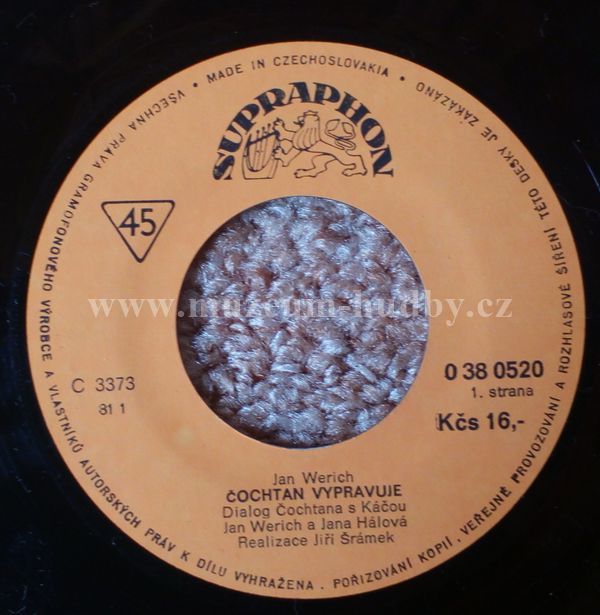 • MADE IN CZECHOSLOVAKIA •
VŠECHNA PRÁVA GRAMOFONOVÉHO VÝROBCE A VLASTNÍKŮ AUTORSKÝCH PRÁV K DÍLU VYHRAŽENA . POŘIZOVÁNÍ KOPIÍ, VEŘEJNÉ PROVOZOVÁNÍ A ROZHLASOVÉ ŠÍŘENÍ TÉTO DESKY JE ZAKÁZÁNO
SUPRAPHON
45
www.muzeum-hudby.cz
C 3373
81 1
0 38 0520
1. strana
Kčs 16,-
Jan Werich
ČOCHTAN VYPRAVUJE
Dialog Čochtana s Káčou
Jan Werich a Jana Hálová
Realizace Jiří Šrámek